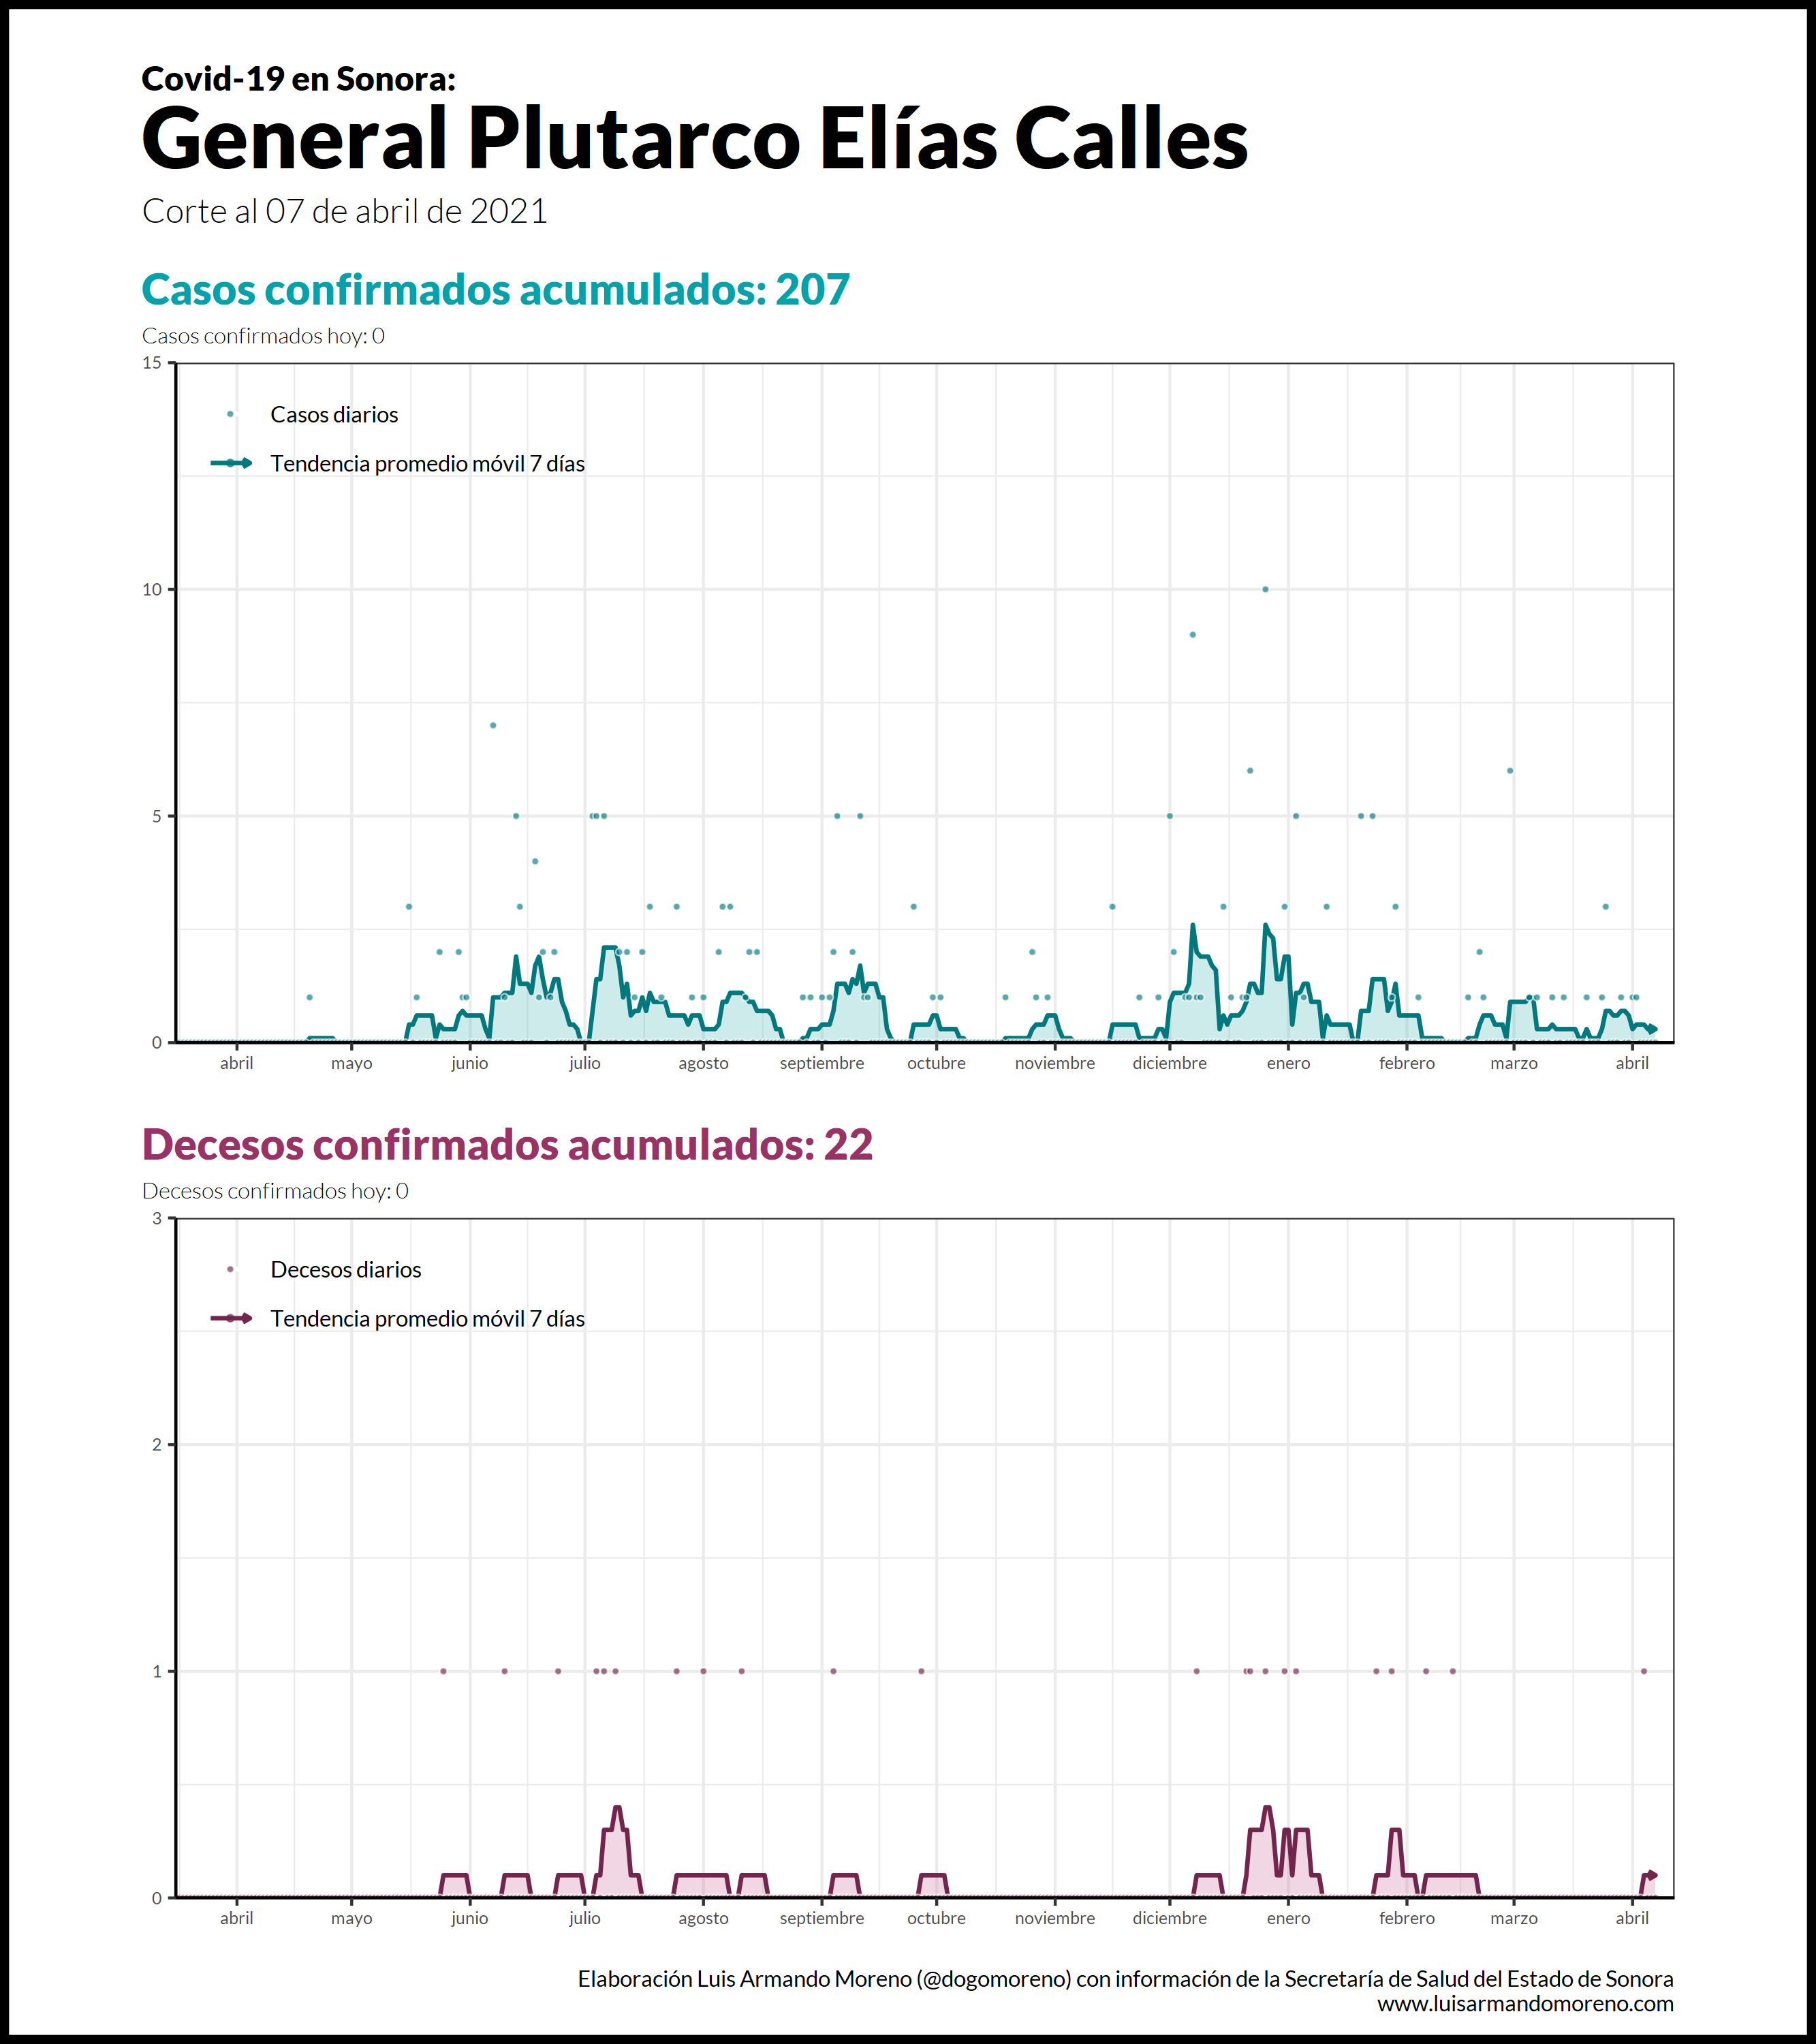 Covid-19 en Sonora:
General Plutarco Elías Calles
Corte al 07 de abril de 2021
Casos confirmados acumulados: 207
Casos confirmados hoy: 0
15
Casos diarios
Tendencia promedio móvil 7 días
10
5
0
abril mayo junio julio agosto septiembre octubre noviembre diciembre enero febrero marzo abril
Decesos confirmados acumulados: 22
Decesos confirmados hoy: 0
3
Decesos diarios
Tendencia promedio móvil 7 días
2
1
0
abril mayo junio julio agosto septiembre octubre noviembre diciembre enero febrero marzo abril
Elaboración Luis Armando Moreno (@dogomoreno) con información de la Secretaría de Salud del Estado de Sonora
www.luisarmandomoreno.com